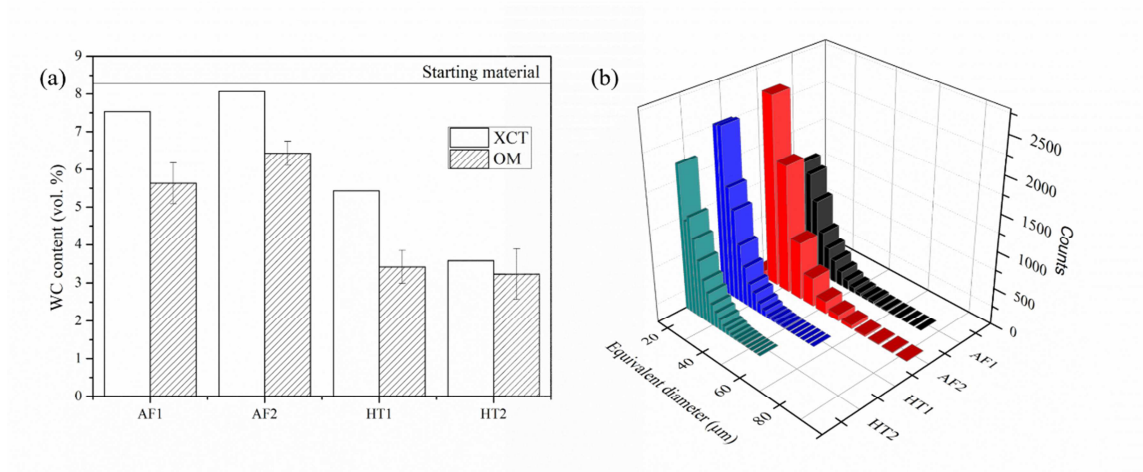 (a)
WC content (vol. %)
9
8
7
6
5
4
3
2
1
0
Starting material
XCT
OM
AF1
AF2
HT1
HT2
(b)
2500
2000
1500
1000
500
0
Counts
20
40
60
80
Equivalent diameter (µm)
AF1
AF2
HT1
HT2